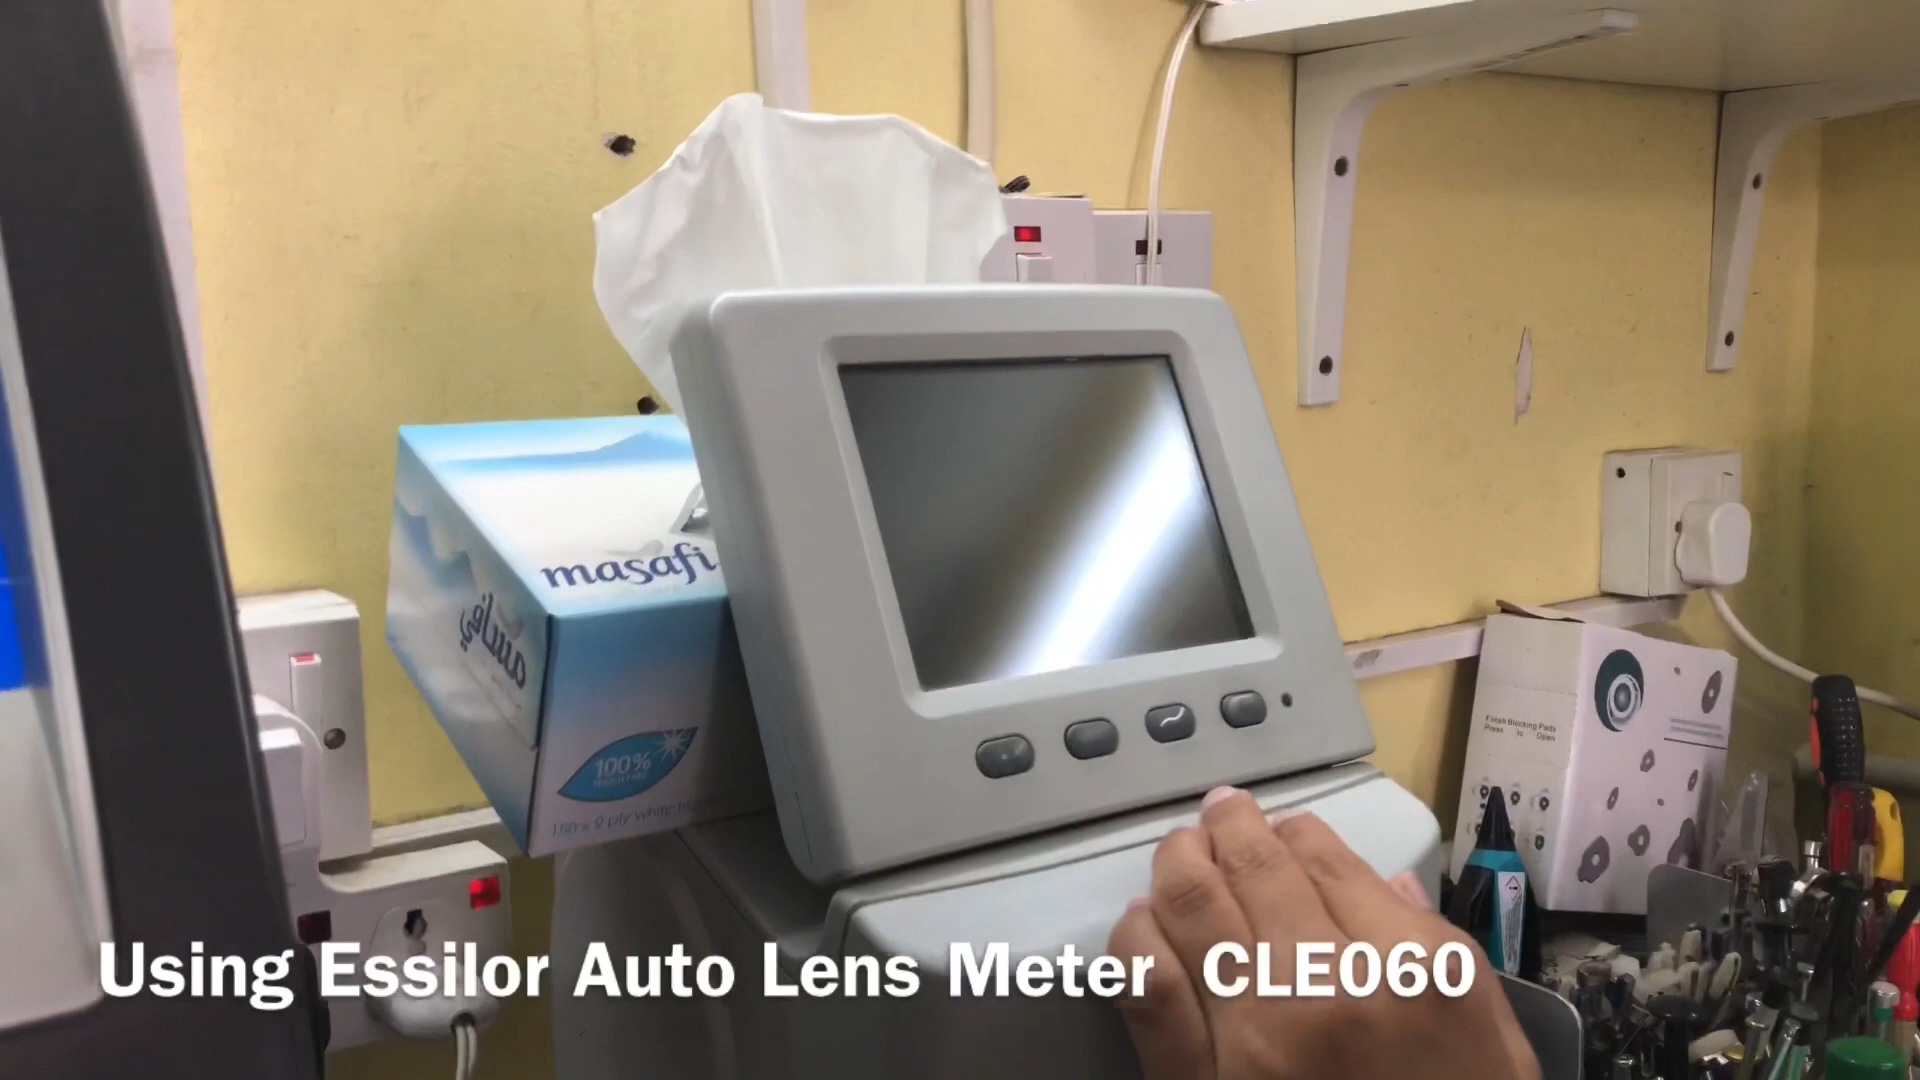 masafi
مسافي
100%
150 x 2 ply white
Finish Blocking Pads
Press to Open
Using Essilor Auto Lens Meter CLE060